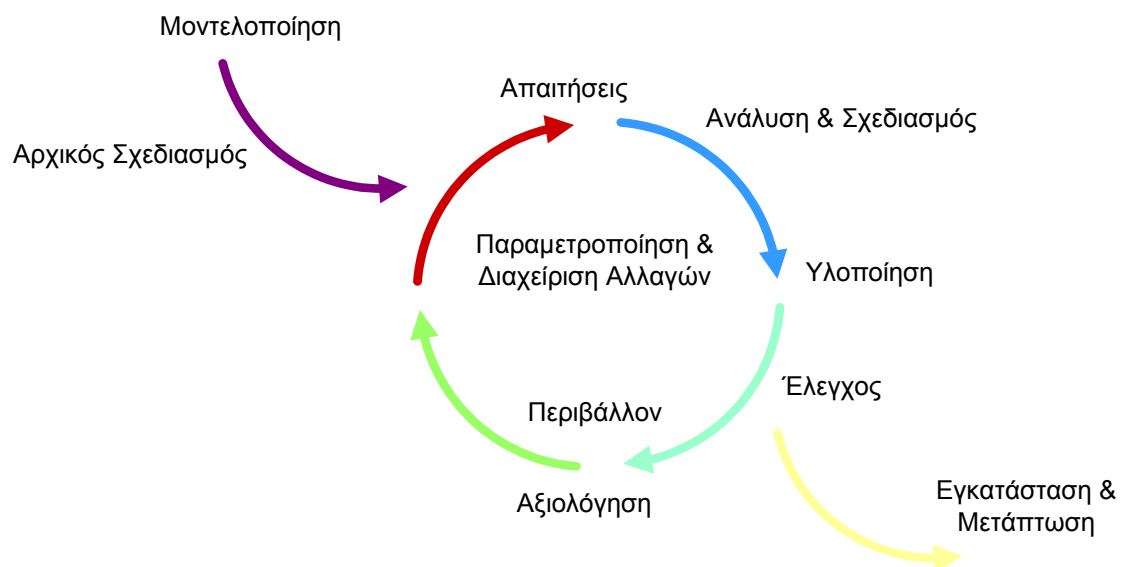 Μοντελοποίηση
Απαιτήσεις
Ανάλυση & Σχεδιασμός
Αρχικός Σχεδιασμός
Παραμετροποίηση &
Διαχείριση Αλλαγών
Υλοποίηση
Έλεγχος
Περιβάλλον
Αξιολόγηση
Εγκατάσταση &
Μετάπτωση